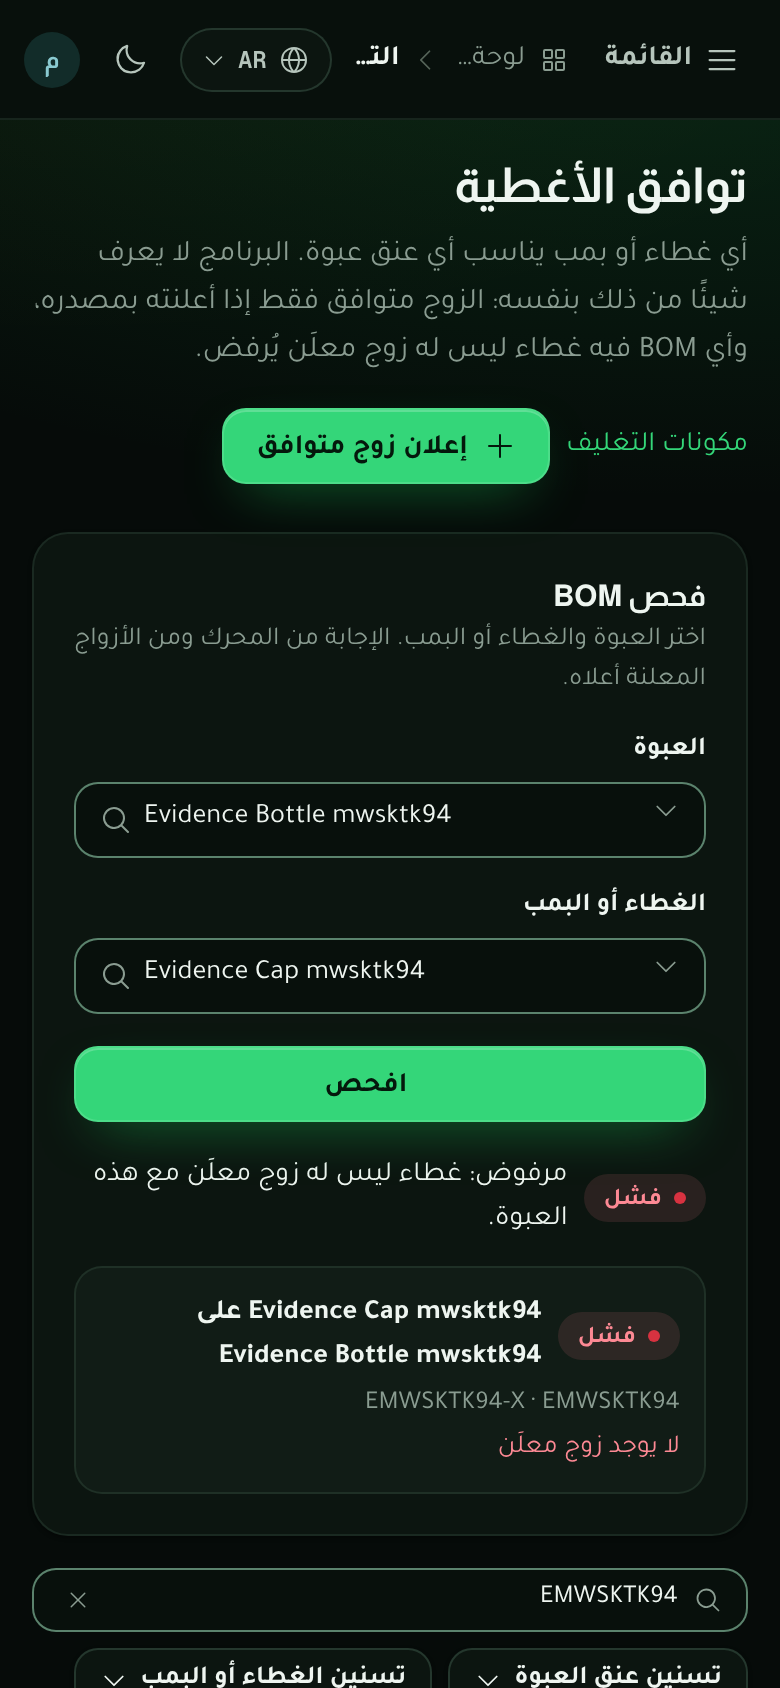 القائمة
لوحة...
الت...
AR
م
توافق الأغطية
أي غطاء أو بمب يناسب أي عنق عبوة. البرنامج لا يعرف
شيئًا من ذلك بنفسه: الزوج متوافق فقط إذا أعلنته بمصدره،
وأي BOM فيه غطاء ليس له زوج معلَن يُرفض.
مكونات التغليف
إعلان زوج متوافق
فحص BOM
اختر العبوة والغطاء أو البمب. الإجابة من المحرك ومن الأزواج
المعلنة أعلاه.
العبوة
Evidence Bottle mwsktk94
الغطاء أو البمب
Evidence Cap mwsktk94
افحص
فشل
مرفوض: غطاء ليس له زوج معلَن مع هذه
العبوة.
فشل
Evidence Cap mwsktk94 على
Evidence Bottle mwsktk94
EMWSKTK94-X · EMWSKTK94
لا يوجد زوج معلَن
EMWSKTK94
تسنين عنق العبوة
تسنين الغطاء أو البمب